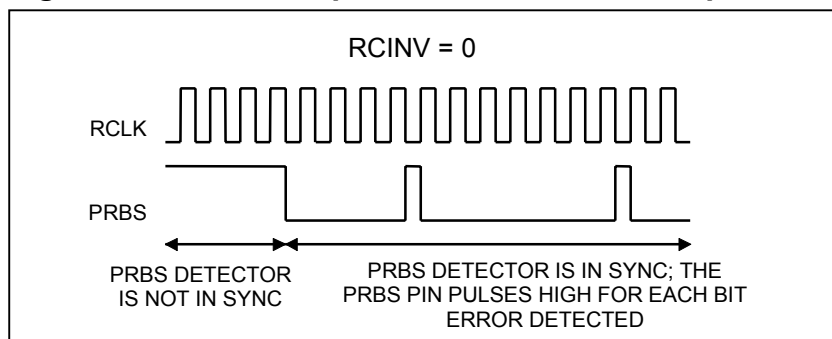 RCINV = 0
RCLK
PRBS
PRBS DETECTOR
IS NOT IN SYNC
PRBS DETECTOR IS IN SYNC; THE
PRBS PIN PULSES HIGH FOR EACH BIT
ERROR DETECTED